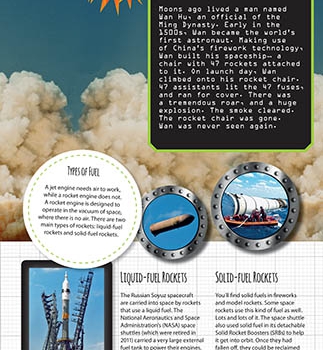 Moons ago lived a man named
Wan Hu, an official of the
Ming Dynasty. Early in the
1500s, Wan became the world's
first astronaut. Making use
of China's firework technology,
Wan built his spaceship– a
chair with 47 rockets attached
to it. On launch day, Wan
climbed onto his rocket chair.
47 assistants lit the 47 fuses,
and ran for cover. There was
a tremendous roar, and a huge
explosion. The smoke cleared.
The rocket chair was gone.
Wan was never seen again.
Types of Fuel
A jet engine needs air to work,
while a rocket engine does not.
A rocket engine is designed to
operate in the vacuum of space,
where there is no air. There are two
main types of rockets: liquid-fuel
rockets and solid-fuel rockets.
Liquid-fuel Rockets
The Russian Soyuz spacecraft
are carried into space by rockets
that use a liquid fuel. The
National Aeronautics and Space
Administration's (NASA) space
shuttles (which were retired in
2011) carried a very large external
fuel tank to power their engines,
Solid-fuel Rockets
You'll find solid fuels in fireworks
and model rockets. Some space
rockets use this kind of fuel as well.
Lots and lots of it. The space shuttle
also used solid fuel in its detachable
Solid Rocket Boosters (SRBs) to help
it get into orbit. Once they had
fallen off, they could be reclaimed